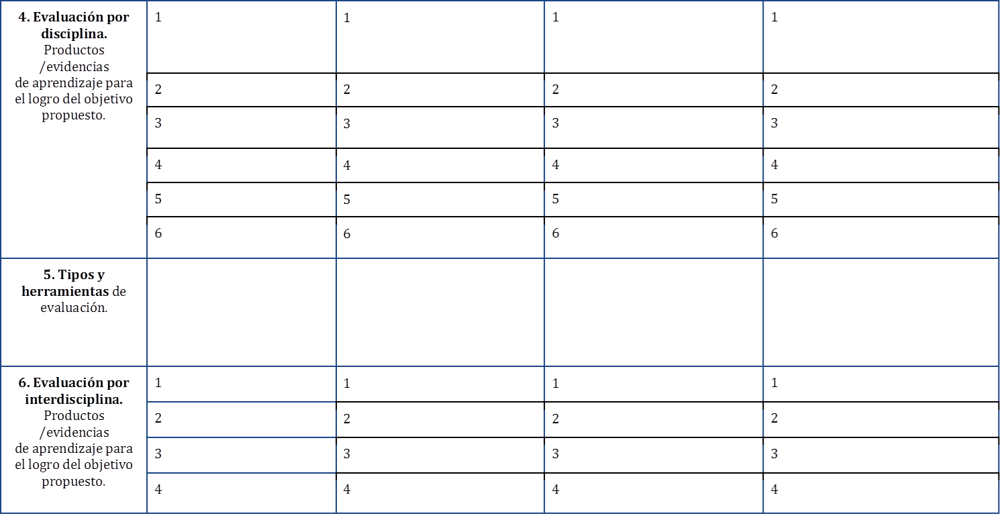 4. Evaluación por
disciplina.
Productos
/evidencias
de aprendizaje para
el logro del objetivo
propuesto.
1 1 1 1
2 2 2 2
3 3 3 3
4 4 4 4
5 5 5 5
6 6 6 6
5. Tipos y
herramientas de
evaluación.
6. Evaluación por
interdisciplina.
Productos
/evidencias
de aprendizaje para
el logro del objetivo
propuesto.
1 1 1 1
2 2 2 2
3 3 3 3
4 4 4 4